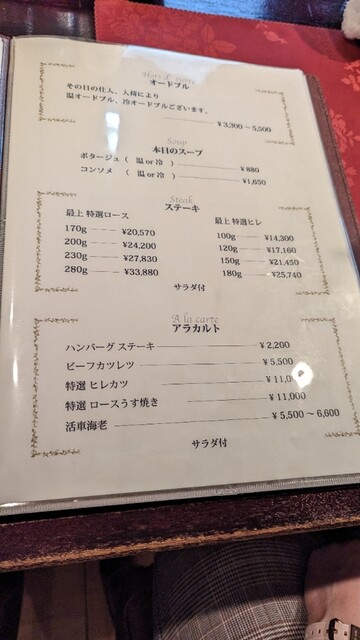 Hors d'œuvre
オードブル
その日の仕入、入荷により
温オードブル、冷オードブルございます。
¥3,300～5,500
Soup
本日のスープ
ポタージュ（ 温 or 冷 ） ¥880
コンソメ（ 温 or 冷 ） ¥1,650
Steak
ステーキ
最上 特選ロース
170g ¥20,570
200g ¥24,200
230g ¥27,830
280g ¥33,880
最上 特選ヒレ
100g ¥14,300
120g ¥17,160
150g ¥21,450
180g ¥25,740
サラダ付
A la carte
アラカルト
ハンバーグ ステーキ ¥2,200
ビーフカツレツ ¥5,500
特選 ヒレカツ
特選 ロースうす焼き ¥11,000
活車海老 ¥5,500～6,600
サラダ付